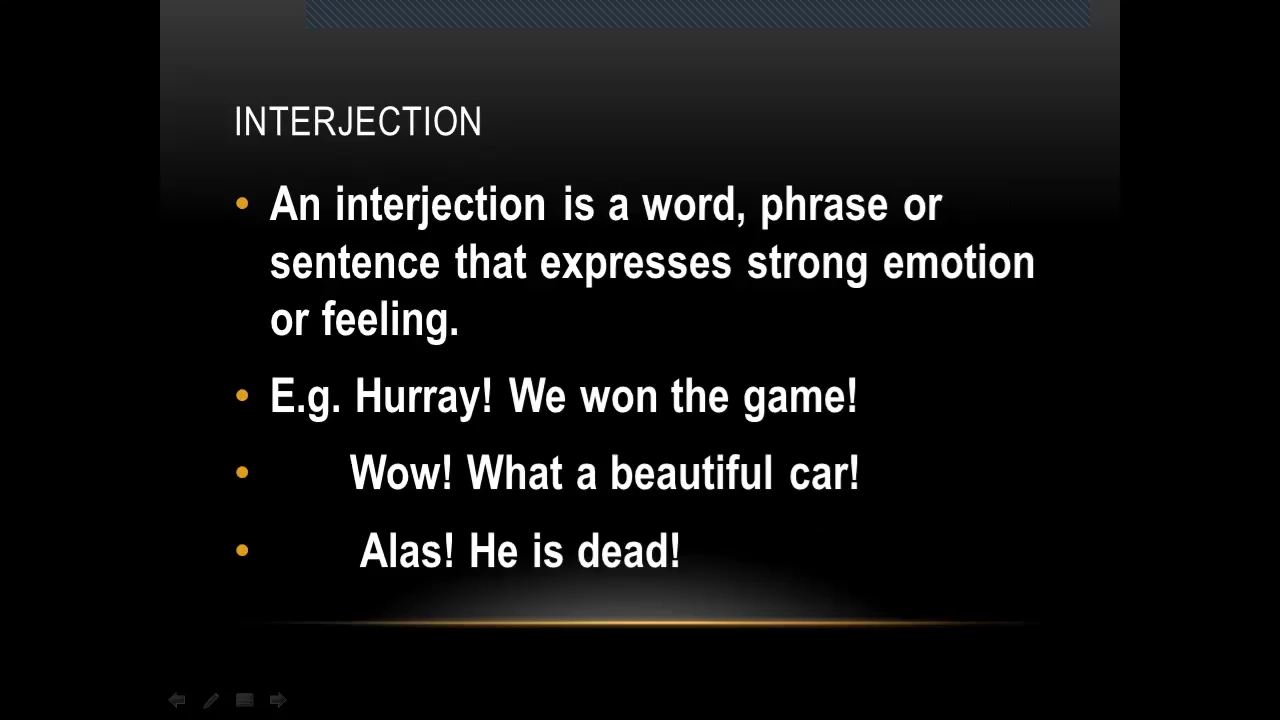 INTERJECTION
• An interjection is a word, phrase or
sentence that expresses strong emotion
or feeling.
• E.g. Hurray! We won the game!
• Wow! What a beautiful car!
• Alas! He is dead!